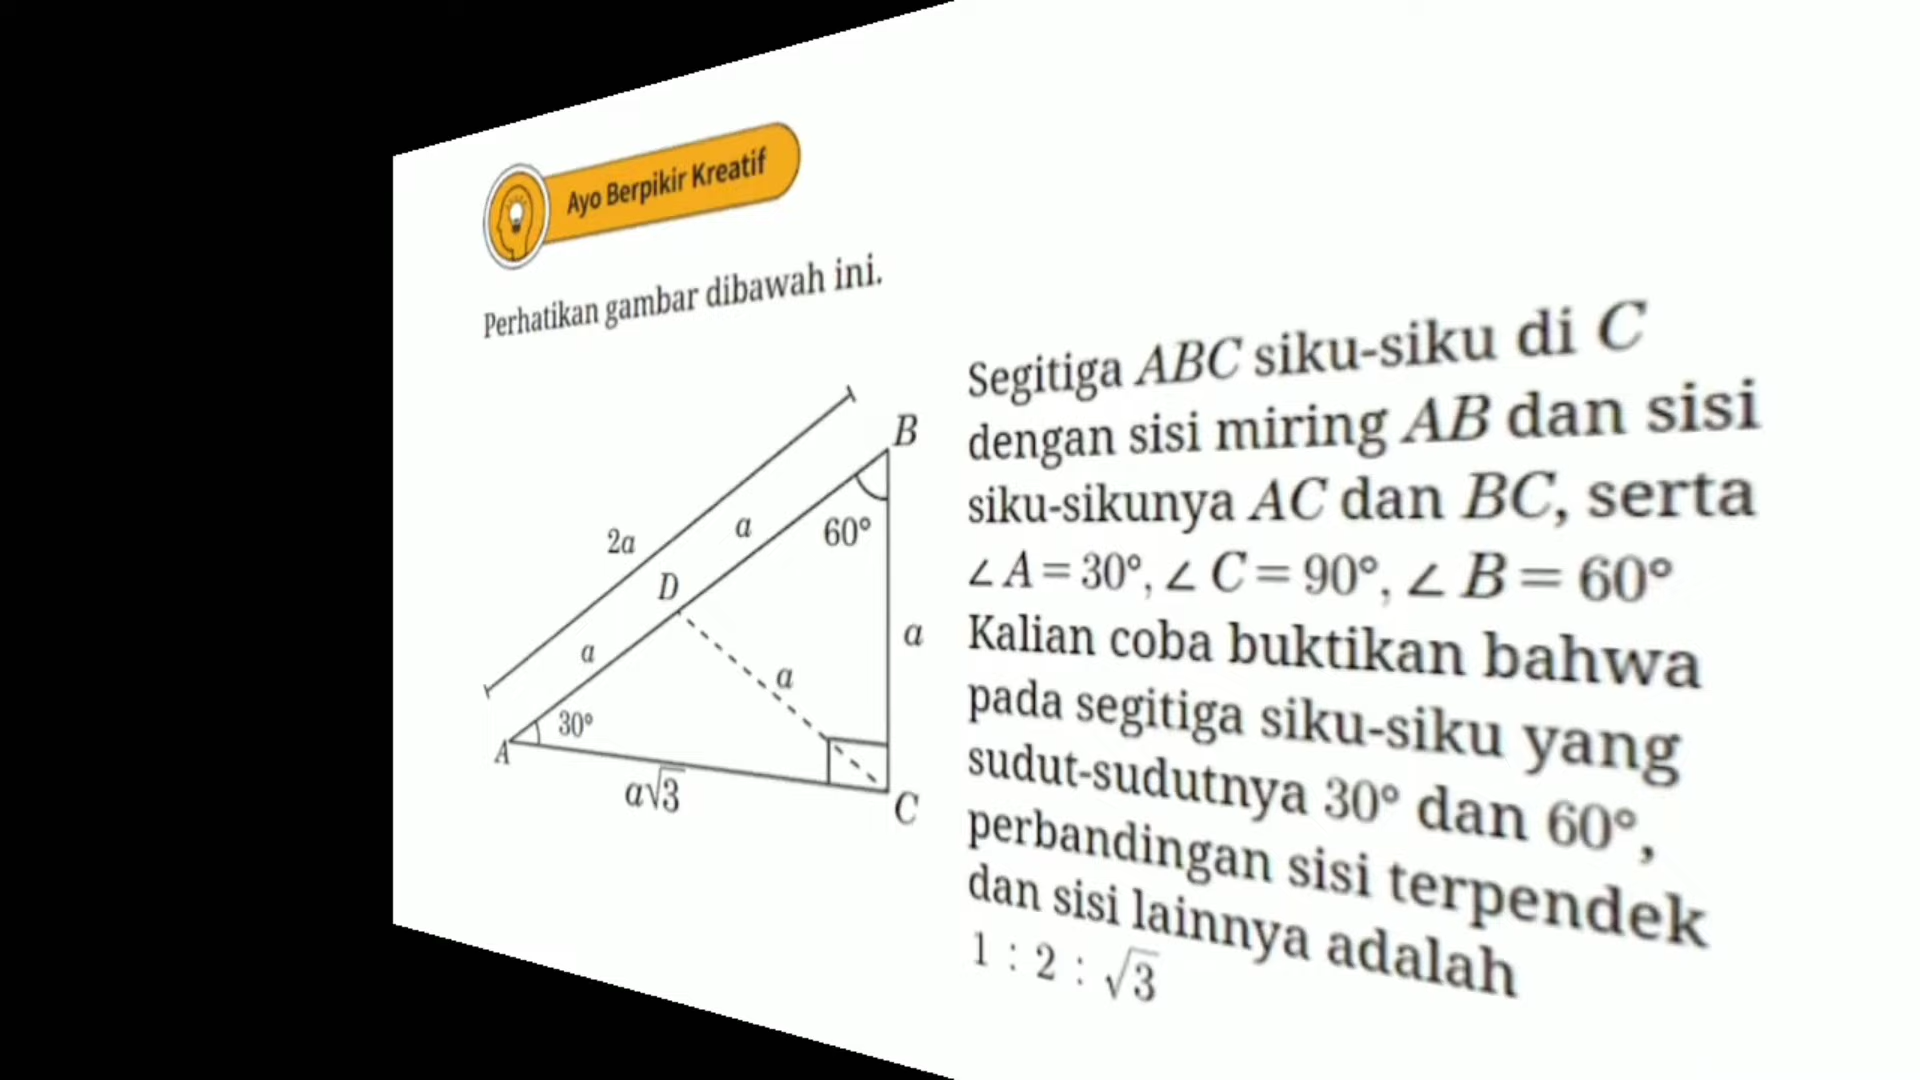 Ayo Berpikir Kreatif
Perhatikan gambar dibawah ini.
2a
B
a
60°
D
a
a
a
30°
A
a√3
C
Segitiga ABC siku-siku di C
dengan sisi miring AB dan sisi
siku-sikunya AC dan BC, serta
∠ A = 30°, ∠ C = 90°, ∠ B = 60°
Kalian coba buktikan bahwa
pada segitiga siku-siku yang
sudut-sudutnya 30° dan 60°,
perbandingan sisi terpendek
dan sisi lainnya adalah
1 : 2 : √3